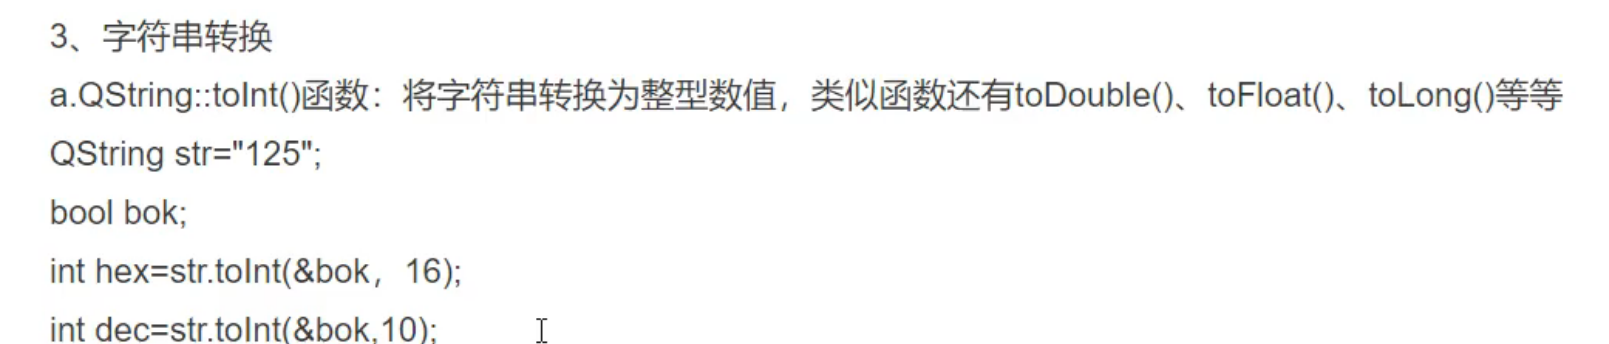 3、字符串转换
a.QString::toInt()函数：将字符串转换为整型数值，类似函数还有toDouble()、toFloat()、toLong()等等
QString str="125";
bool bok;
int hex=str.toInt(&bok，16);
int dec=str.toInt(&bok,10);